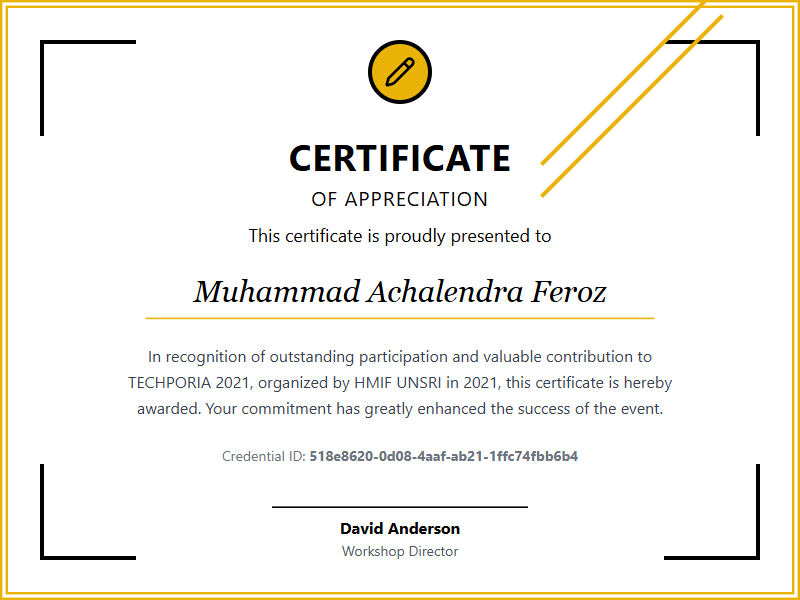 CERTIFICATE
OF APPRECIATION
This certificate is proudly presented to
Muhammad Achalendra Feroz
In recognition of outstanding participation and valuable contribution to
TECHPORIA 2021, organized by HMIF UNSRI in 2021, this certificate is hereby
awarded. Your commitment has greatly enhanced the success of the event.
Credential ID: 518e8620-0d08-4aaf-ab21-1ffc74fbb6b4
David Anderson
Workshop Director